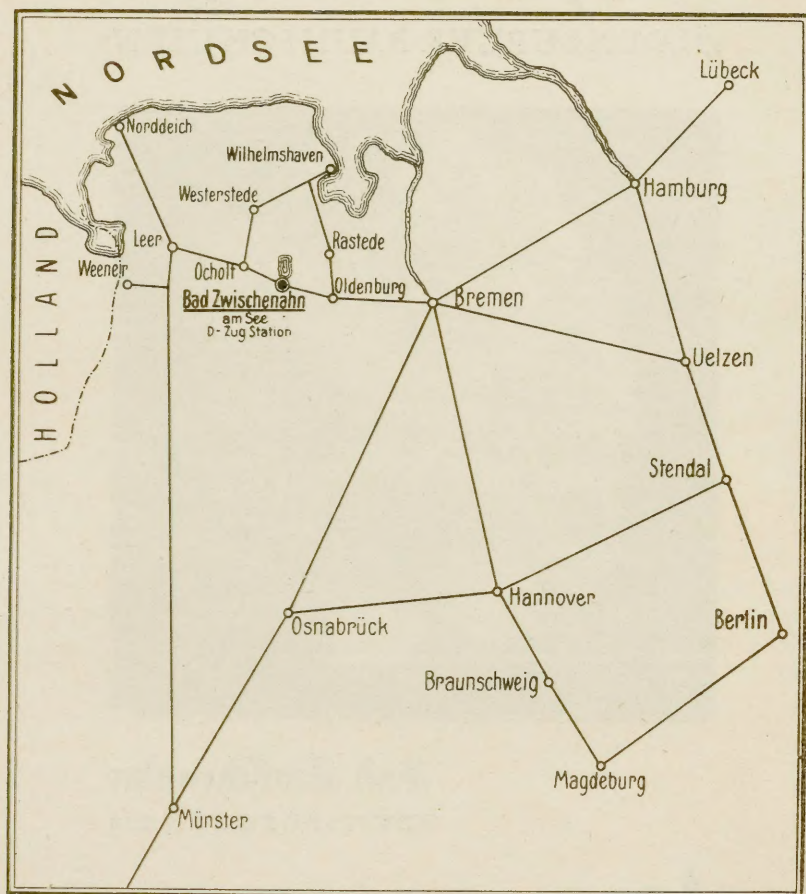 NORDSEE
Lübeck
Norddeich
Wilhelmshaven
Hamburg
Westerstede
HOLLAND
Leer
Rastede
Weener
Ocholt
Bad Zwischenahn
am See
D-Zug Station
Oldenburg
Bremen
Uelzen
Stendal
Hannover
Osnabrück
Berlin
Braunschweig
Magdeburg
Münster